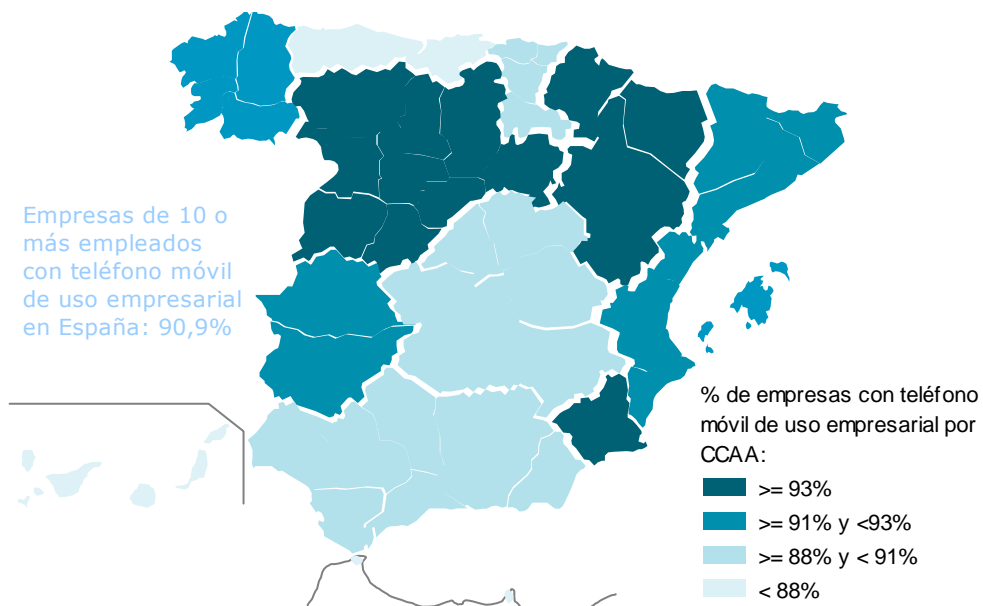 Empresas de 10 o
más empleados
con teléfono móvil
de uso empresarial
en España: 90,9%
% de empresas con teléfono
móvil de uso empresarial por
CCAA:
>= 93%
>= 91% y <93%
>= 88% y < 91%
< 88%